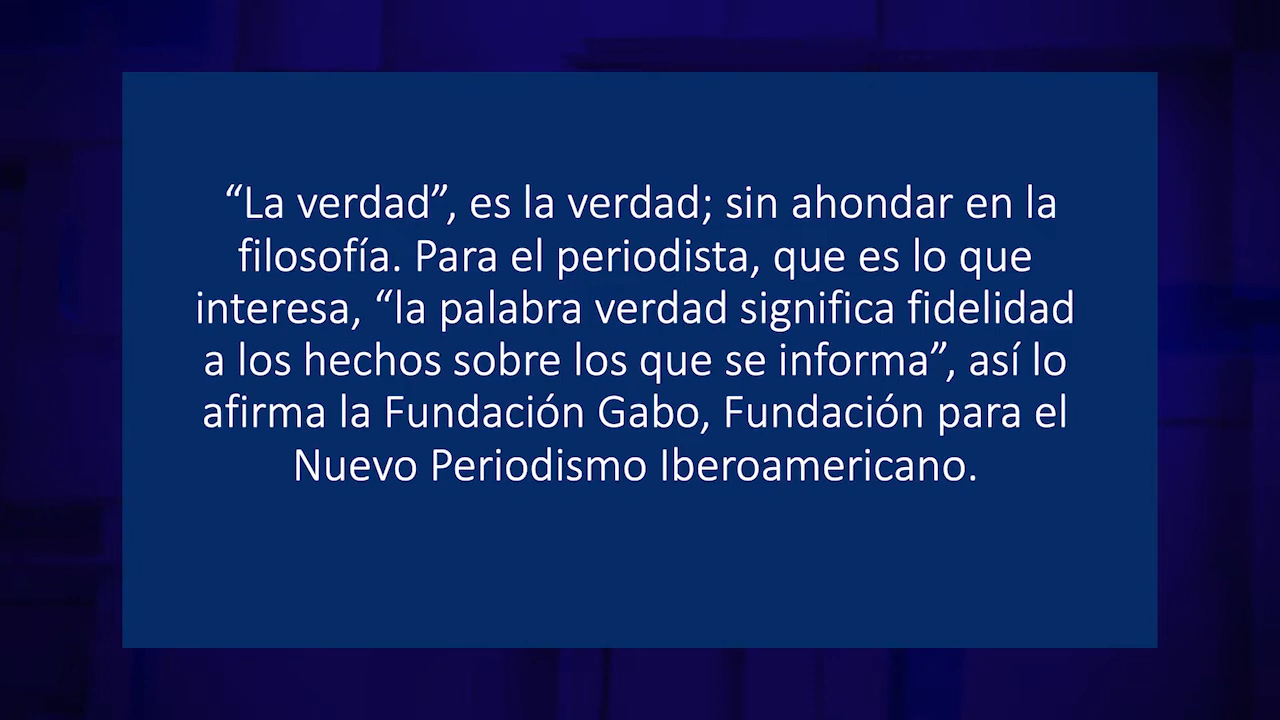 “La verdad”, es la verdad; sin ahondar en la
filosofía. Para el periodista, que es lo que
interesa, “la palabra verdad significa fidelidad
a los hechos sobre los que se informa”, así lo
afirma la Fundación Gabo, Fundación para el
Nuevo Periodismo Iberoamericano.